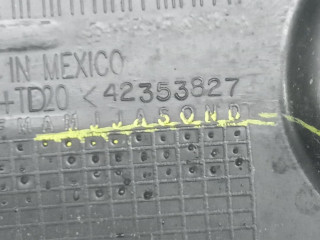 IN MEXICO
+TD20 < 42353827
M A M J J A S O N D